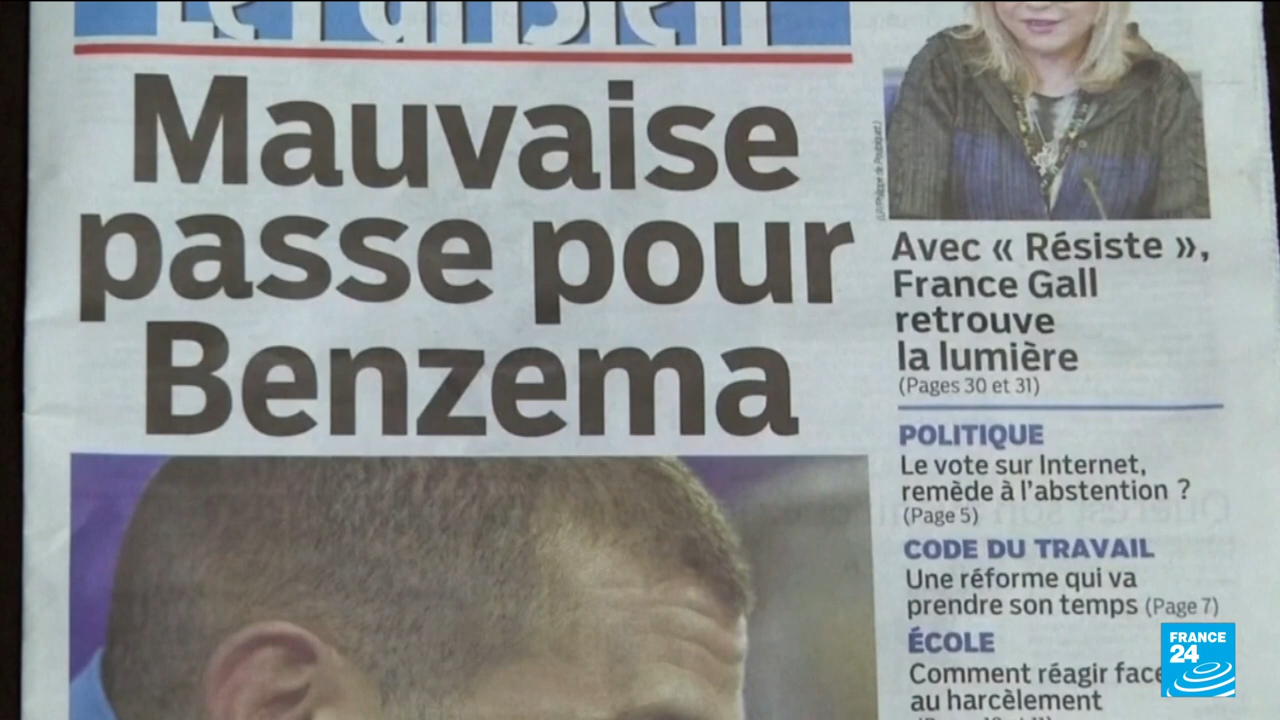 Le Parisien
Mauvaise
passe pour
Benzema
Avec « Résiste »,
France Gall
retrouve
la lumière
(Pages 30 et 31)
POLITIQUE
Le vote sur Internet,
remède à l'abstention ?
(Page 5)
CODE DU TRAVAIL
Une réforme qui va
prendre son temps (Page 7)
ÉCOLE
Comment réagir face
au harcèlement
FRANCE
24